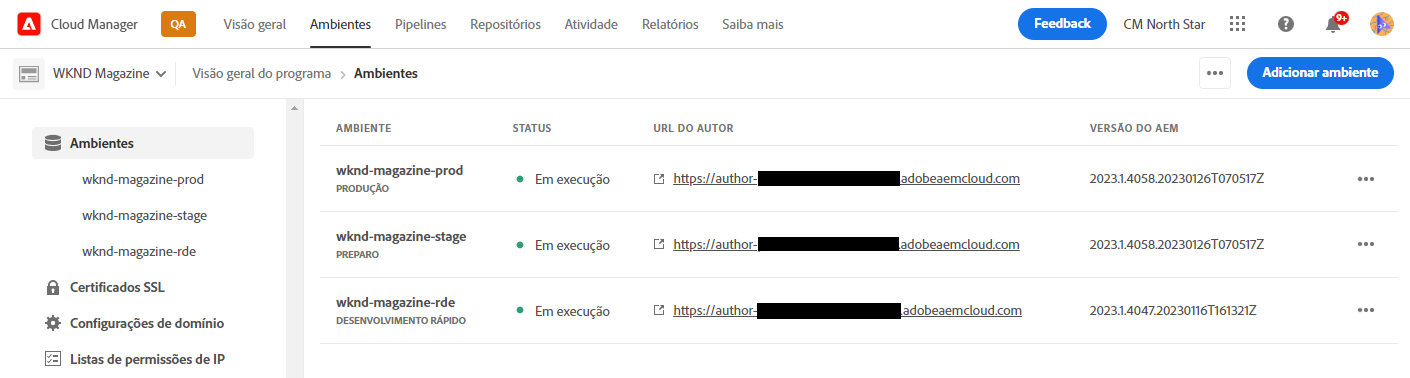 Cloud Manager QA Visão geral Ambientes Pipelines Repositórios Atividade Relatórios Saiba mais Feedback CM North Star 9+
WKND Magazine Visão geral do programa Ambientes Adicionar ambiente
Ambientes
wknd-magazine-prod
wknd-magazine-stage
wknd-magazine-rde
Certificados SSL
Configurações de domínio
Listas de permissões de IP
AMBIENTE STATUS URL DO AUTOR VERSÃO DO AEM
wknd-magazine-prod
PRODUÇÃO
Em execução https://author- .adobeaemcloud.com 2023.1.4058.20230126T070517Z
wknd-magazine-stage
PREPARO
Em execução https://author- .adobeaemcloud.com 2023.1.4058.20230126T070517Z
wknd-magazine-rde
DESENVOLVIMENTO RÁPIDO
Em execução https://author- .adobeaemcloud.com 2023.1.4047.20230116T161321Z